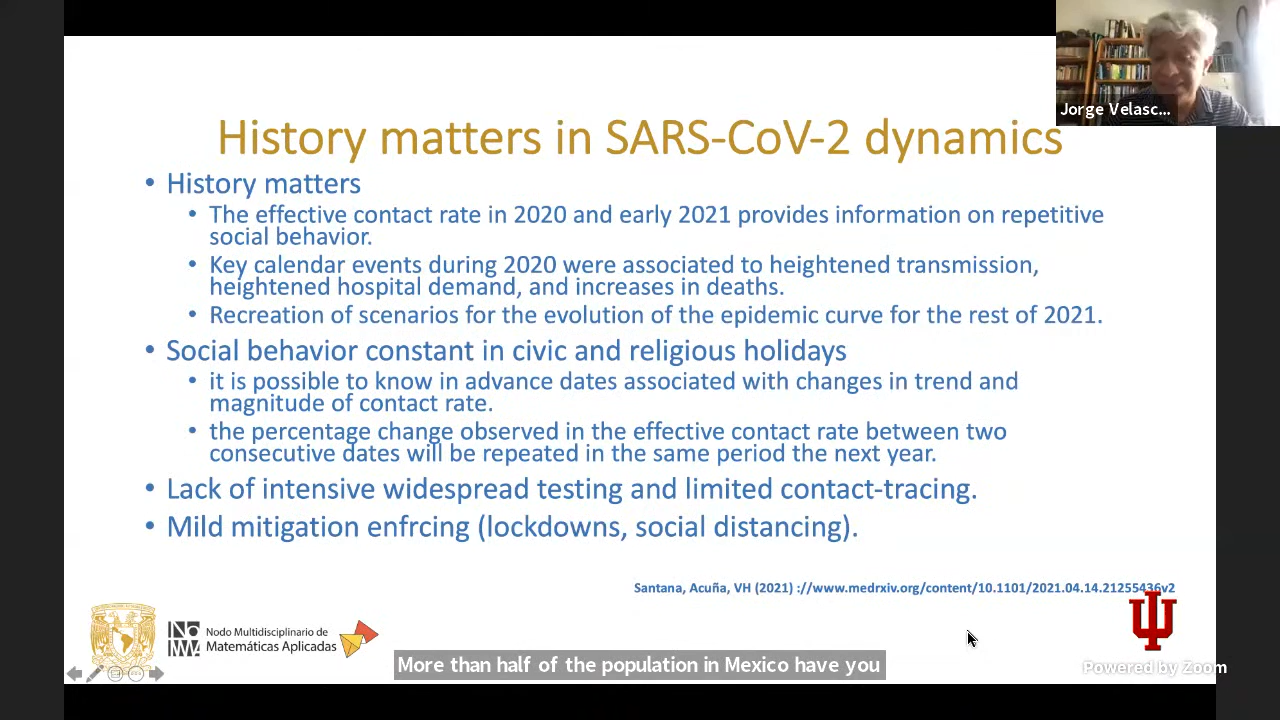 Jorge Velasc...
History matters in SARS-CoV-2 dynamics
• History matters
• The effective contact rate in 2020 and early 2021 provides information on repetitive
social behavior.
• Key calendar events during 2020 were associated to heightened transmission,
heightened hospital demand, and increases in deaths.
• Recreation of scenarios for the evolution of the epidemic curve for the rest of 2021.
• Social behavior constant in civic and religious holidays
• it is possible to know in advance dates associated with changes in trend and
magnitude of contact rate.
• the percentage change observed in the effective contact rate between two
consecutive dates will be repeated in the same period the next year.
• Lack of intensive widespread testing and limited contact-tracing.
• Mild mitigation enfrcing (lockdowns, social distancing).
Santana, Acuña, VH (2021) ://www.medrxiv.org/content/10.1101/2021.04.14.21255436v2
Nodo Multidisciplinario de
Matemáticas Aplicadas
More than half of the population in Mexico have you
Powered by Zoom